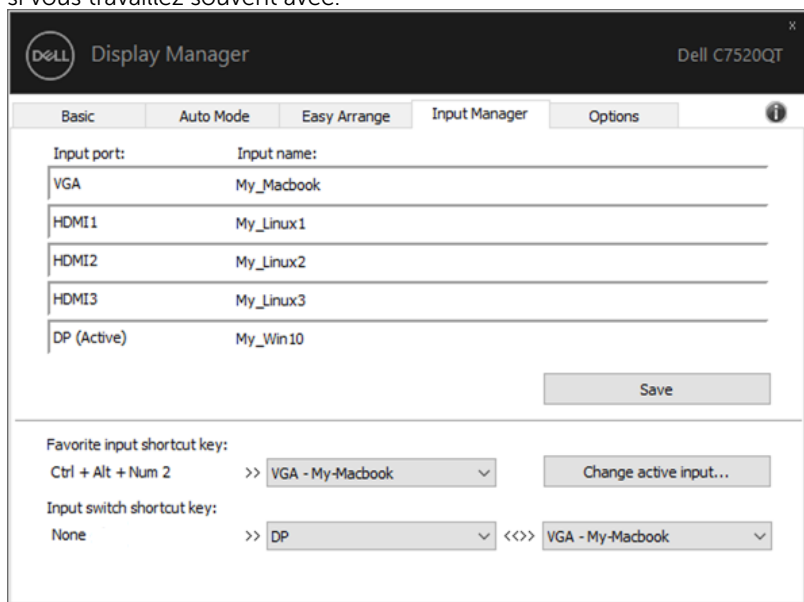 si vous travaillez souvent avec.
x
DELL Display Manager Dell C7520QT
Basic Auto Mode Easy Arrange Input Manager Options i
Input port: Input name:
VGA My_Macbook
HDMI1 My_Linux1
HDMI2 My_Linux2
HDMI3 My_Linux3
DP (Active) My_Win10
Save
Favorite input shortcut key:
Ctrl + Alt + Num 2 >> VGA - My-Macbook Change active input...
Input switch shortcut key:
None >> DP <<>> VGA - My-Macbook